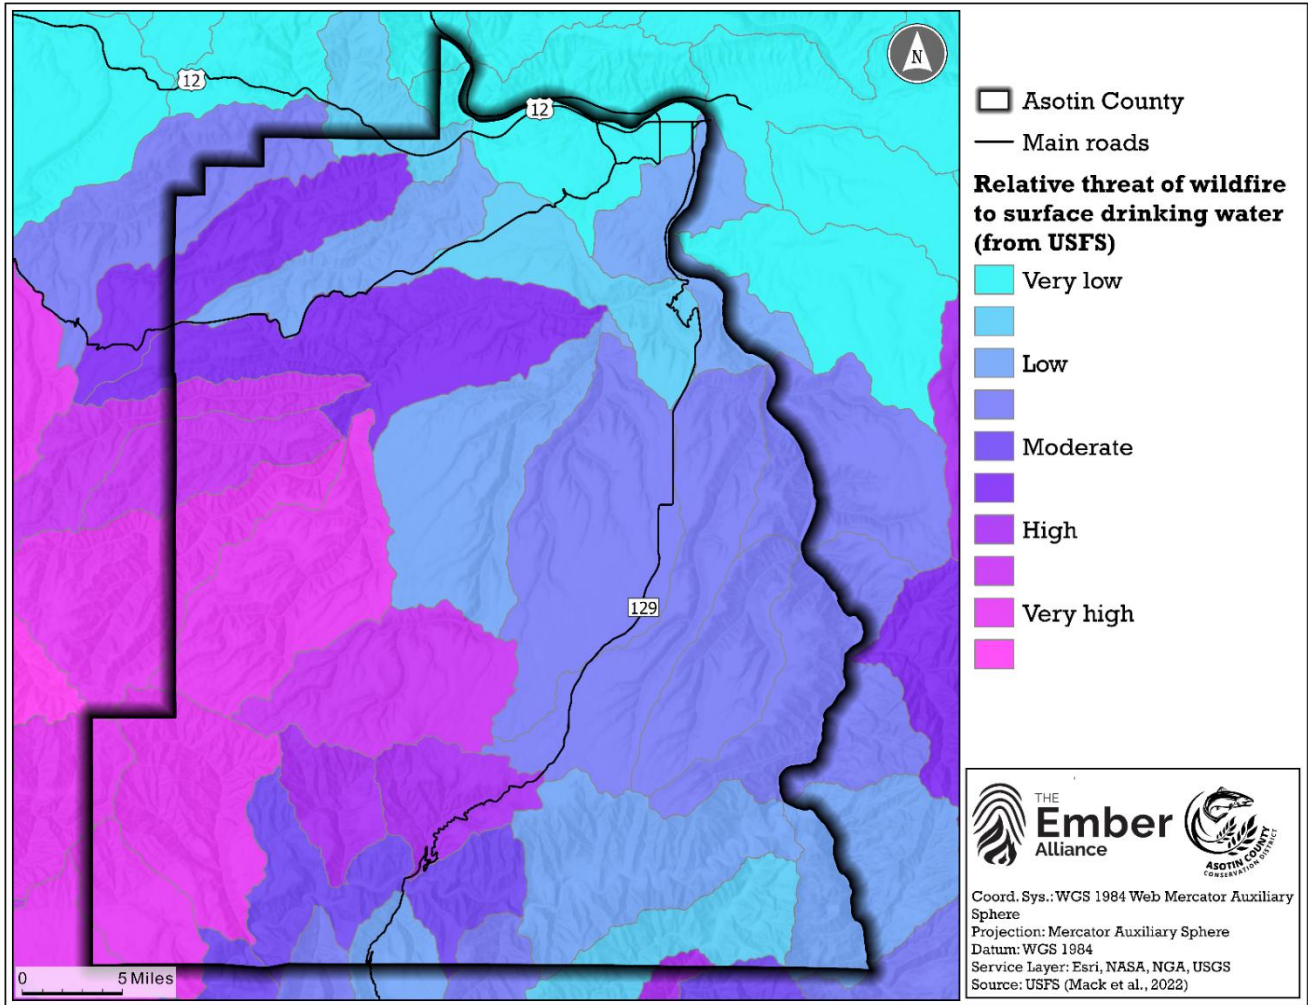 12
12
N
129
0 5 Miles
Asotin County
Main roads
Relative threat of wildfire
to surface drinking water
(from USFS)
Very low
Low
Moderate
High
Very high
THE
Ember
Alliance
ASOTIN COUNTY
CONSERVATION DISTRICT
Coord. Sys.: WGS 1984 Web Mercator Auxiliary
Sphere
Projection: Mercator Auxiliary Sphere
Datum: WGS 1984
Service Layer: Esri, NASA, NGA, USGS
Source: USFS (Mack et al., 2022)